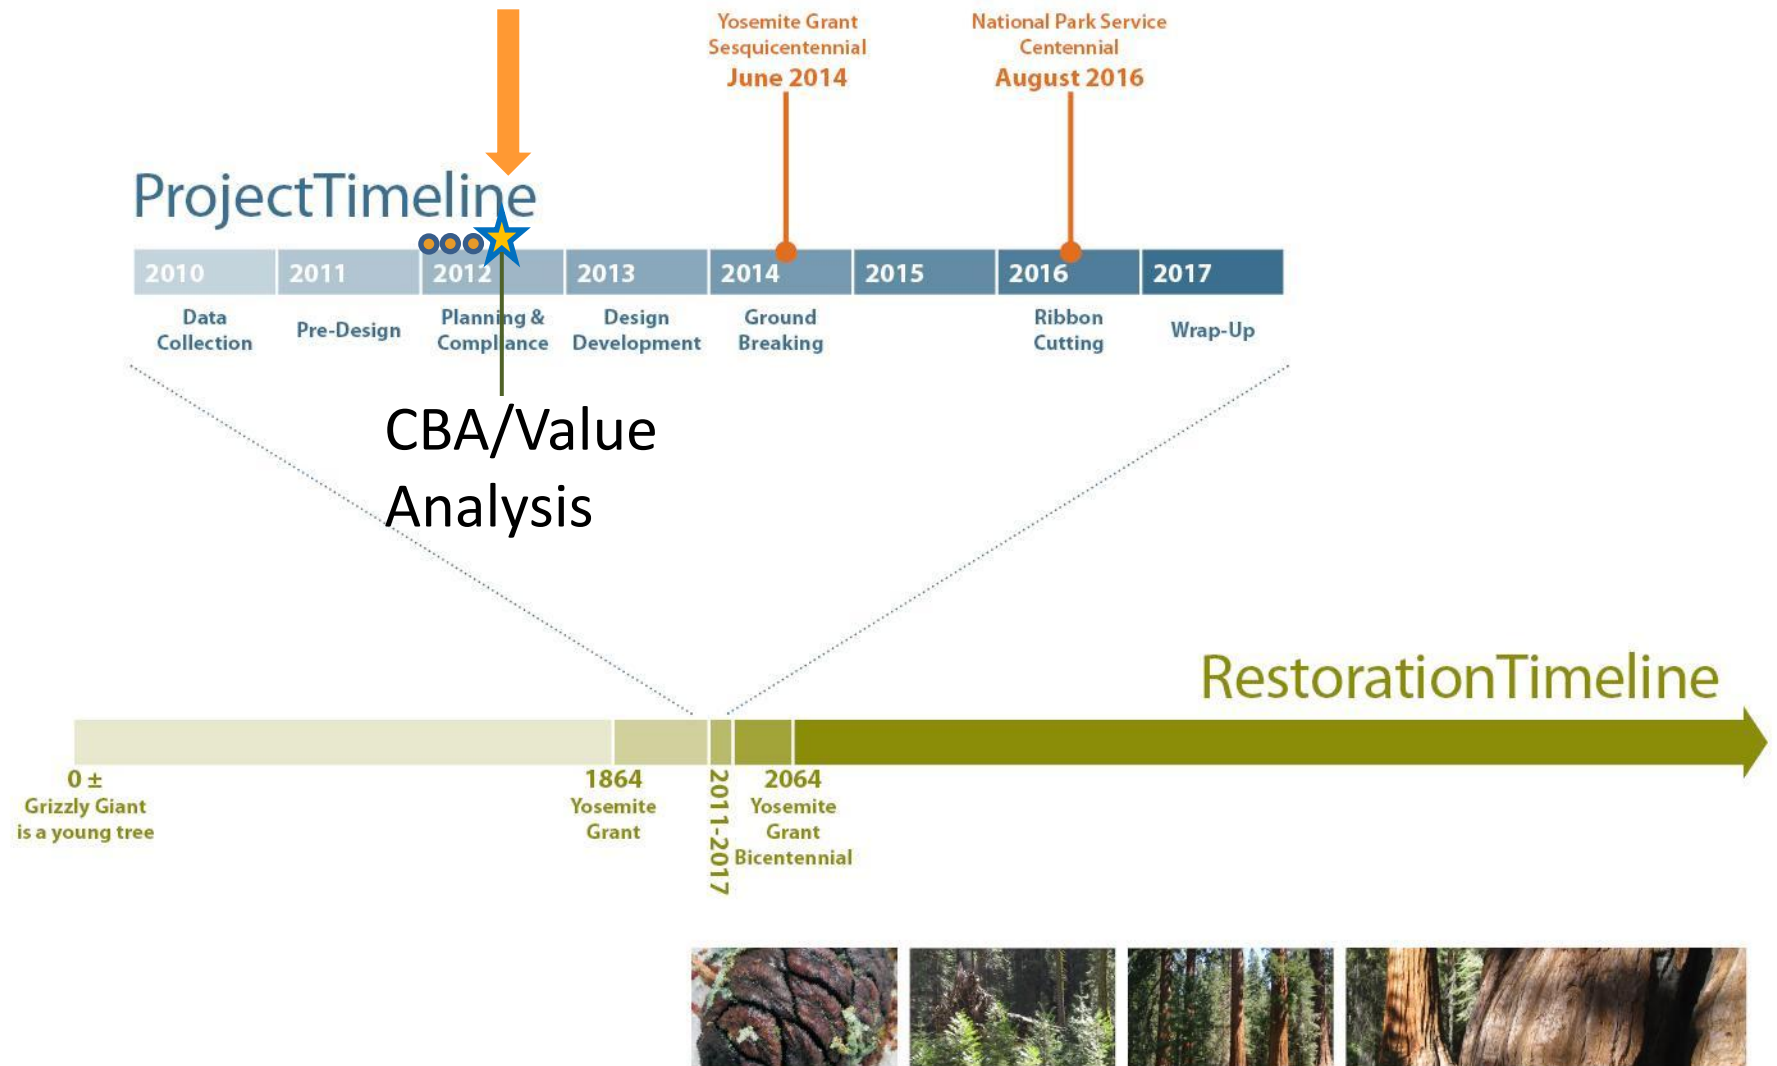 Yosemite Grant
Sesquicentennial
June 2014
National Park Service
Centennial
August 2016
ProjectTimeline
2010
2011
2012
2013
2014
2015
2016
2017
Data
Collection
Pre-Design
Planning &
Compliance
Design
Development
Ground
Breaking
Ribbon
Cutting
Wrap-Up
CBA/Value
Analysis
RestorationTimeline
0 ±
Grizzly Giant
is a young tree
1864
Yosemite
Grant
2011-2017
2064
Yosemite
Grant
Bicentennial